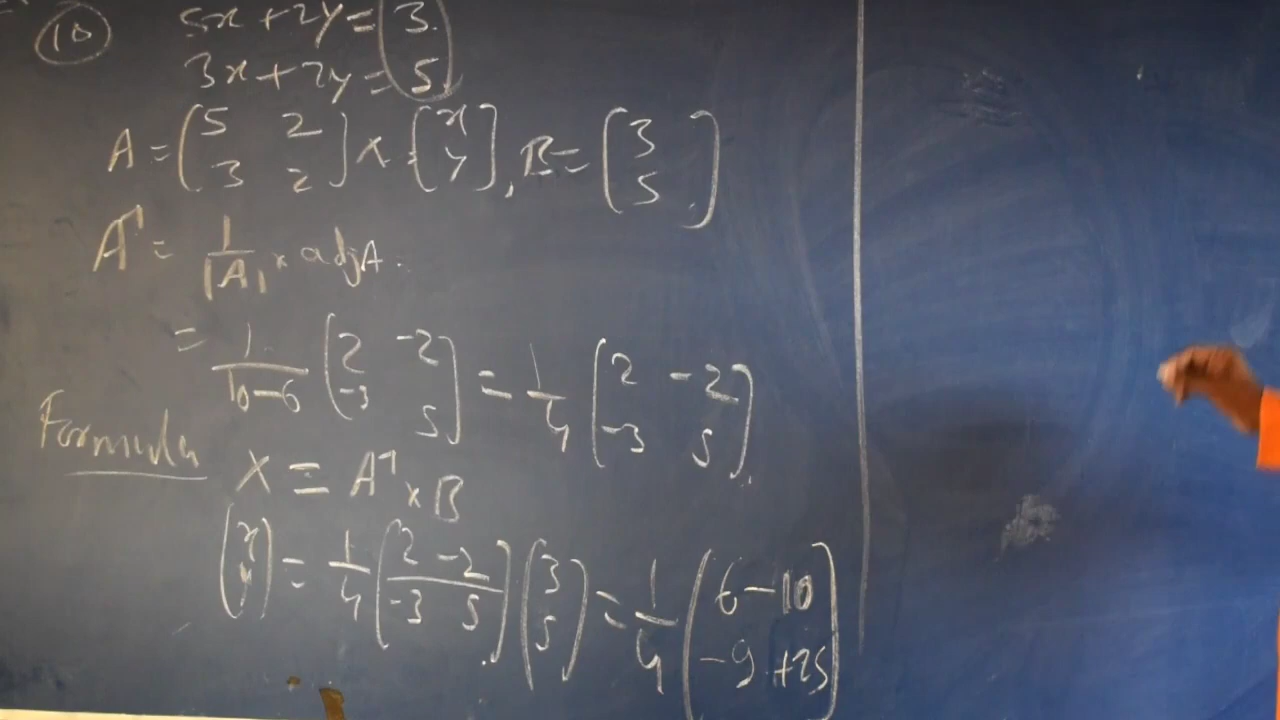 (10) 5x + 2y = (3
3x + 2y = 5)
A = [5 2 3 2] X = [x y], B = [3 5]
A⁻¹ = 1/|A| × adjA.
= 1/10-6 [2 -2 -3 5] = 1/4 [2 -2 -3 5]
Formula X = A⁻¹ × B
(x y) = 1/4 (2 -2 -3 5) (3 5) = 1/4 (6-10 -9+25)